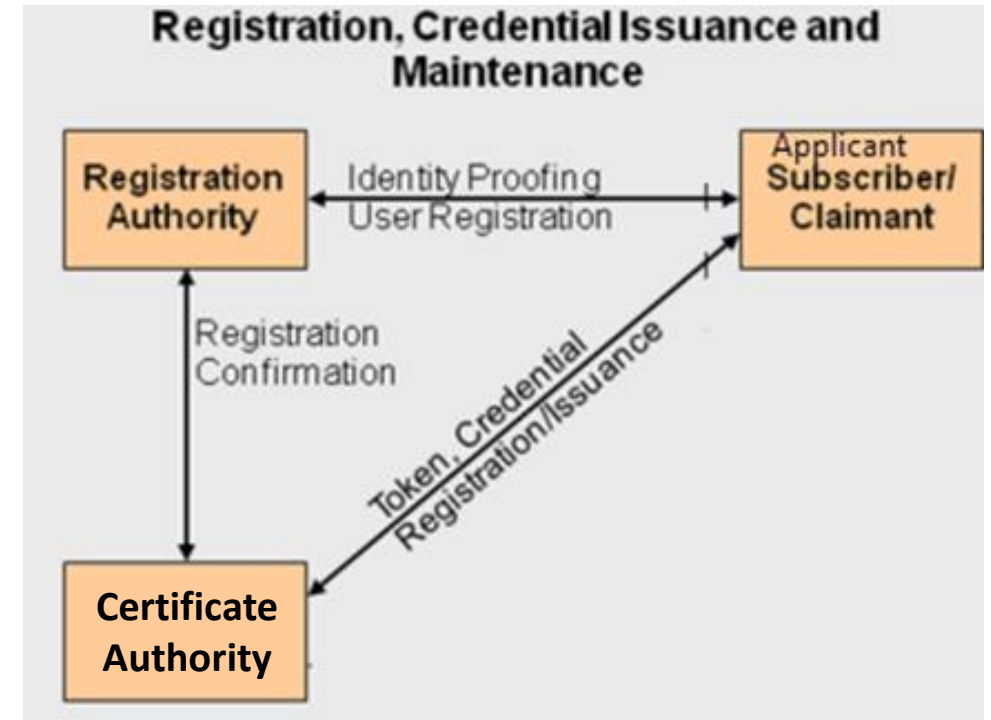 Registration, Credential Issuance and
Maintenance
Registration
Authority
Identity Proofing
User Registration
Applicant
Subscriber/
Claimant
Registration
Confirmation
Token, Credential
Registration/Issuance
Certificate
Authority